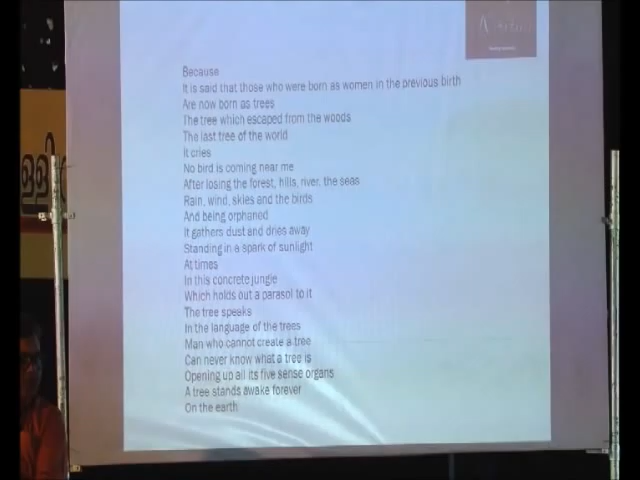 Because
It is said that those who were born as women in the previous birth
Are now born as trees
The tree which escaped from the woods
The last tree of the world
It cries
No bird is coming near me
After losing the forest, hills, river, the seas
Rain, wind, skies and the birds
And being orphaned
It gathers dust and dries away
Standing in a spark of sunlight
At times
In this concrete jungle
Which holds out a parasol to it
The tree speaks
In the language of the trees
Man who cannot create a tree
Can never know what a tree is
Opening up all its five sense organs
A tree stands awake forever
On the earth